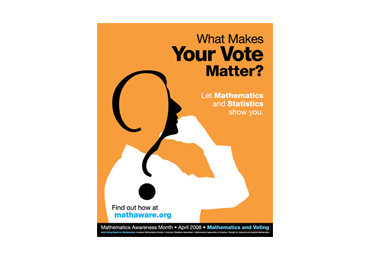 What Makes
Your Vote
Matter?
Let Mathematics
and Statistics
show you.
Find out how at
mathaware.org
Mathematics Awareness Month • April 2008 • Mathematics and Voting